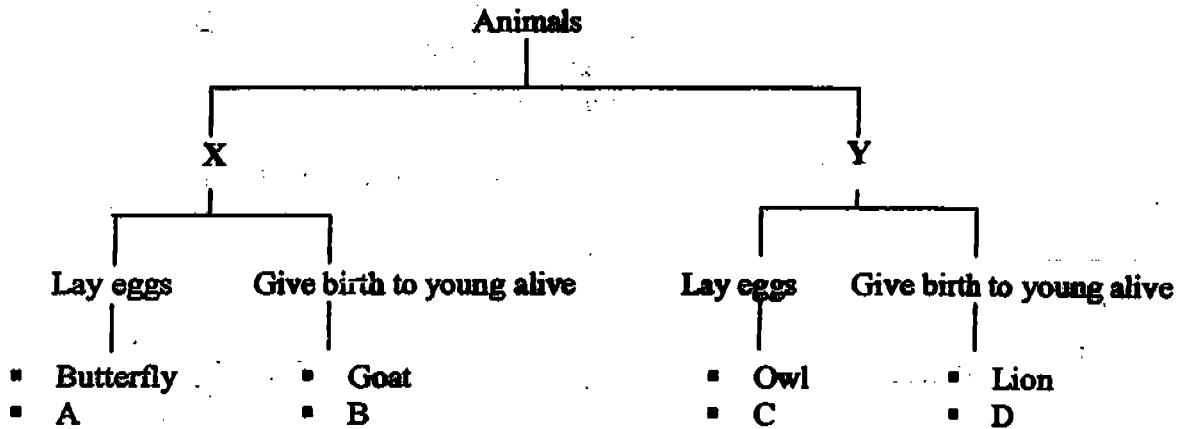 Animals
X Y
Lay eggs Give birth to young alive Lay eggs Give birth to young alive
▪ Butterfly ▪ Goat ▪ Owl ▪ Lion
▪ A ▪ B ▪ C ▪ D